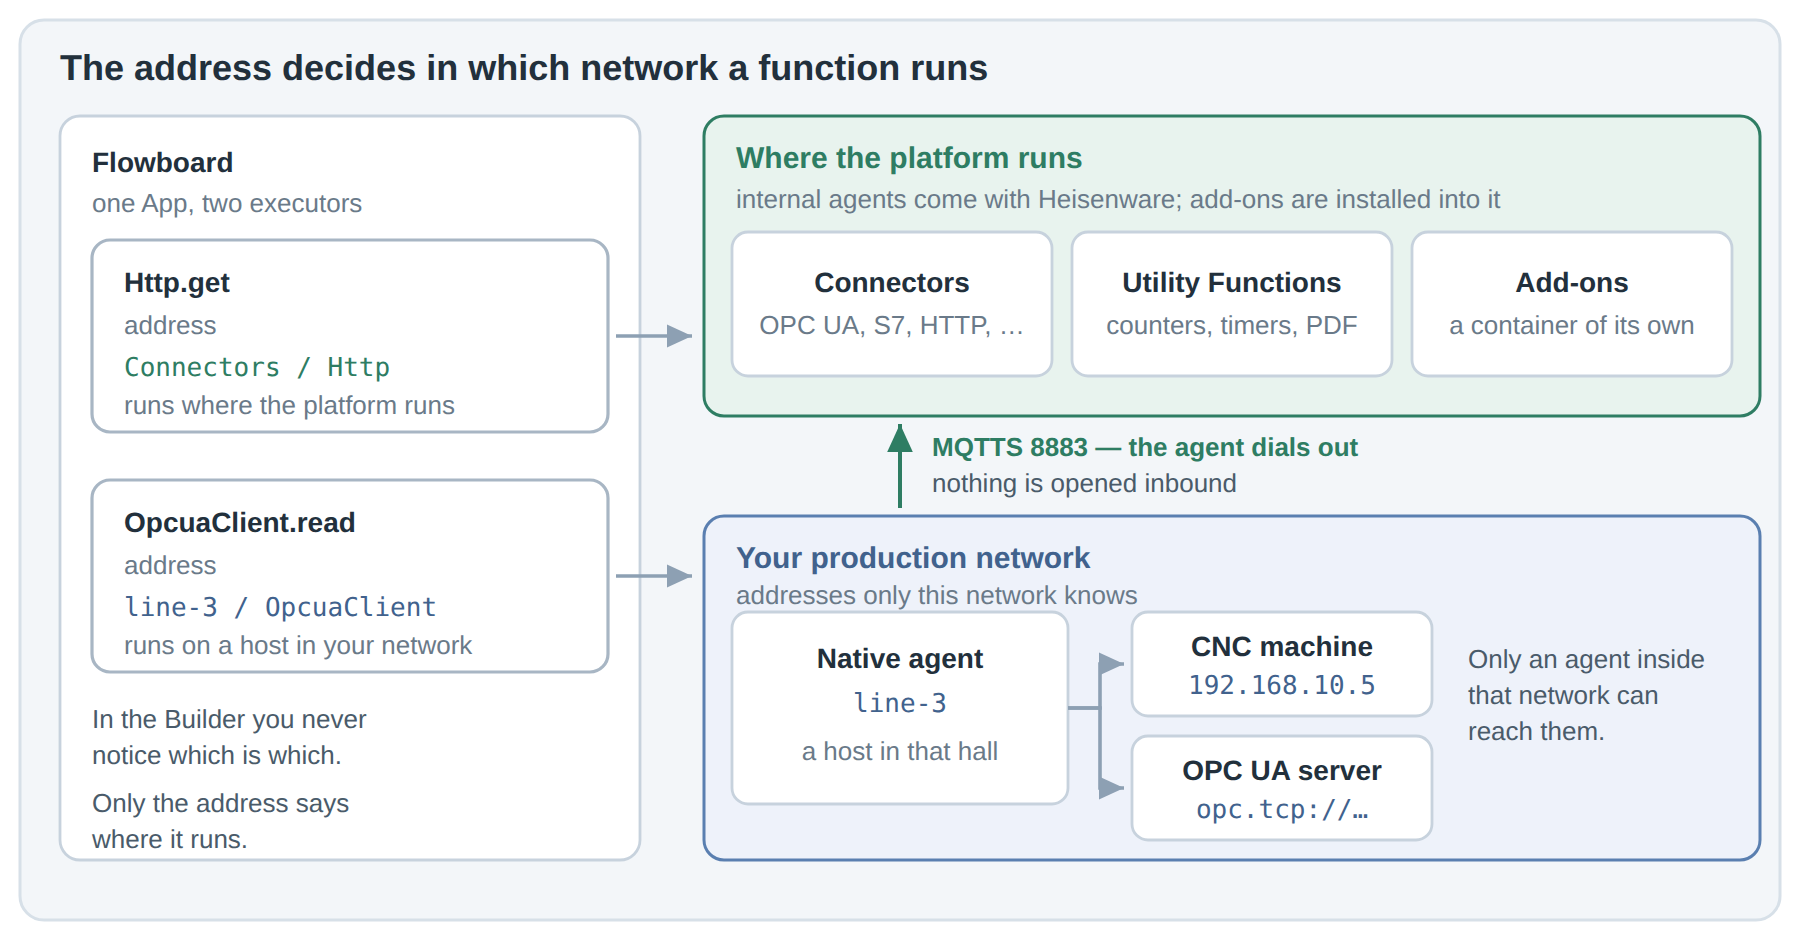 The address decides in which network a function runs
Flowboard
one App, two executors
Http.get
address
Connectors / Http
runs where the platform runs
OpcuaClient.read
address
line-3 / OpcuaClient
runs on a host in your network
In the Builder you never
notice which is which.
Only the address says
where it runs.
Where the platform runs
internal agents come with Heisenware; add-ons are installed into it
Connectors
OPC UA, S7, HTTP, …
Utility Functions
counters, timers, PDF
Add-ons
a container of its own
MQTTS 8883 — the agent dials out
nothing is opened inbound
Your production network
addresses only this network knows
Native agent
line-3
a host in that hall
CNC machine
192.168.10.5
OPC UA server
opc.tcp://…
Only an agent inside
that network can
reach them.